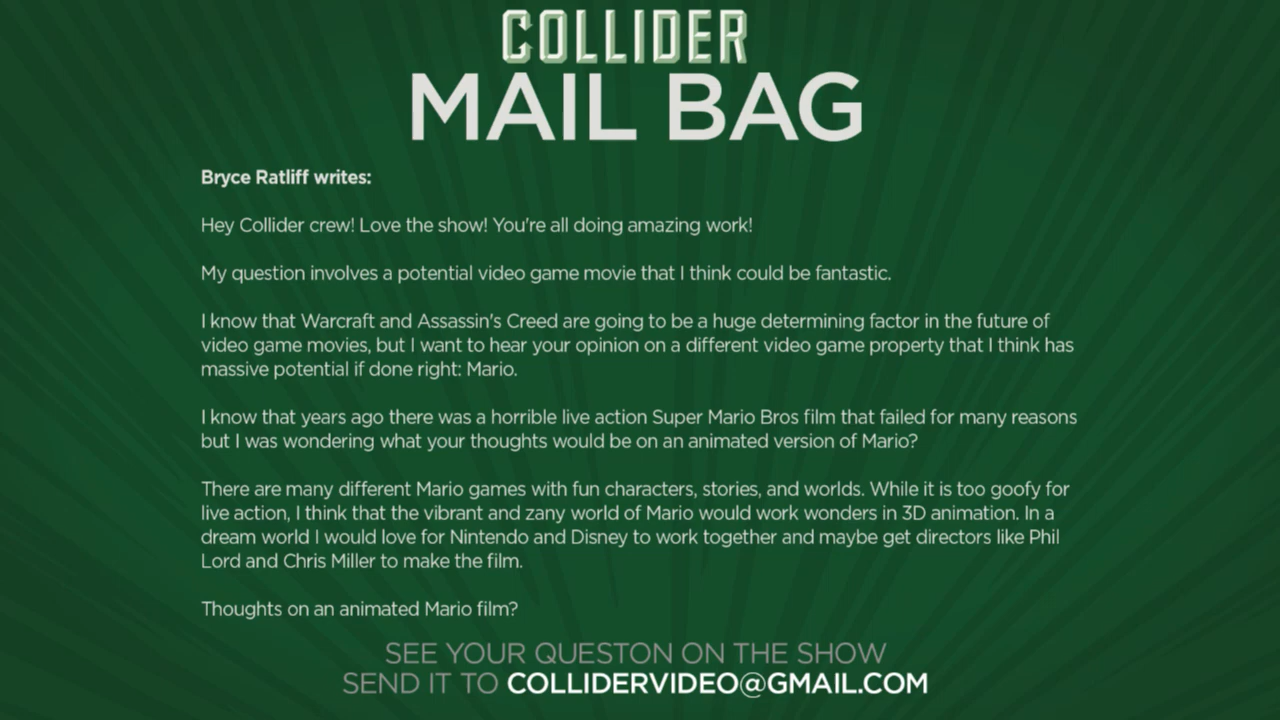 COLLIDER
MAIL BAG
Bryce Ratliff writes:
Hey Collider crew! Love the show! You're all doing amazing work!
My question involves a potential video game movie that I think could be fantastic.
I know that Warcraft and Assassin's Creed are going to be a huge determining factor in the future of
video game movies, but I want to hear your opinion on a different video game property that I think has
massive potential if done right: Mario.
I know that years ago there was a horrible live action Super Mario Bros film that failed for many reasons
but I was wondering what your thoughts would be on an animated version of Mario?
There are many different Mario games with fun characters, stories, and worlds. While it is too goofy for
live action, I think that the vibrant and zany world of Mario would work wonders in 3D animation. In a
dream world I would love for Nintendo and Disney to work together and maybe get directors like Phil
Lord and Chris Miller to make the film.
Thoughts on an animated Mario film?
SEE YOUR QUESTON ON THE SHOW
SEND IT TO COLLIDERVIDEO@GMAIL.COM